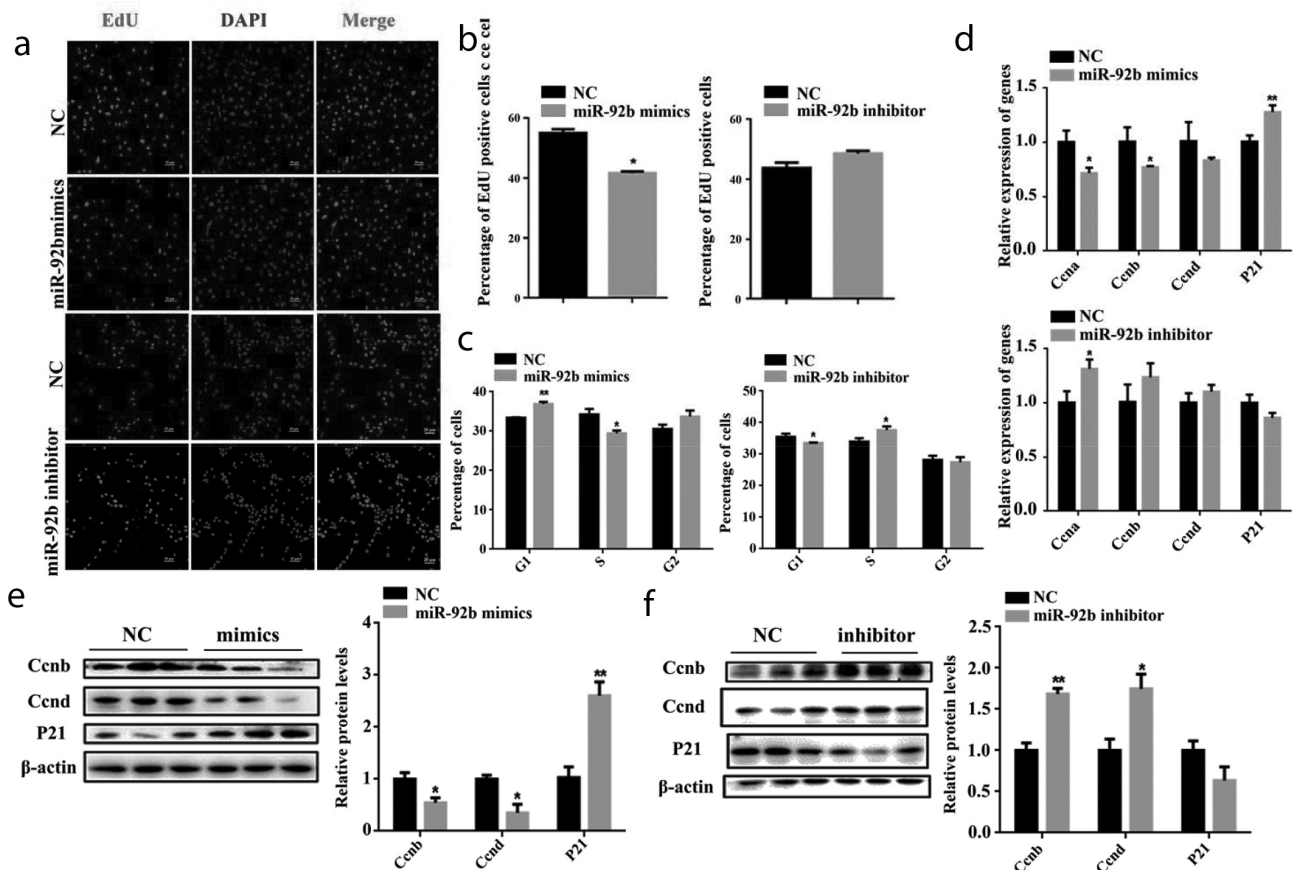 a
EdU DAPI Merge
NC
miR-92bmimics
NC
miR-92b inhibitor
b
Percentage of EdU positive cells c ce cel
NC
miR-92b mimics
60
40
20
0
*
Percentage of EdU positive cells
NC
miR-92b inhibitor
60
40
20
0
c
Percentage of cells
NC
miR-92b mimics
40
30
20
10
0
** *
G1 S G2
Percentage of cells
NC
miR-92b inhibitor
50
40
30
20
10
0
* *
G1 S G2
d
Relative expression of genes
NC
miR-92b mimics
1.5
1.0
0.5
0.0
* * **
Ccna Ccnb Ccnd P21
Relative expression of genes
NC
miR-92b inhibitor
1.5
1.0
0.5
0.0
*
Ccna Ccnb Ccnd P21
e
NC mimics
Ccnb
Ccnd
P21
β-actin
Relative protein levels
NC
miR-92b mimics
4
3
2
1
0
* * **
Ccnb Ccnd P21
f
NC inhibitor
Ccnb
Ccnd
P21
β-actin
Relative protein levels
NC
miR-92b inhibitor
2.5
2.0
1.5
1.0
0.5
0.0
** *
Ccnb Ccnd P21